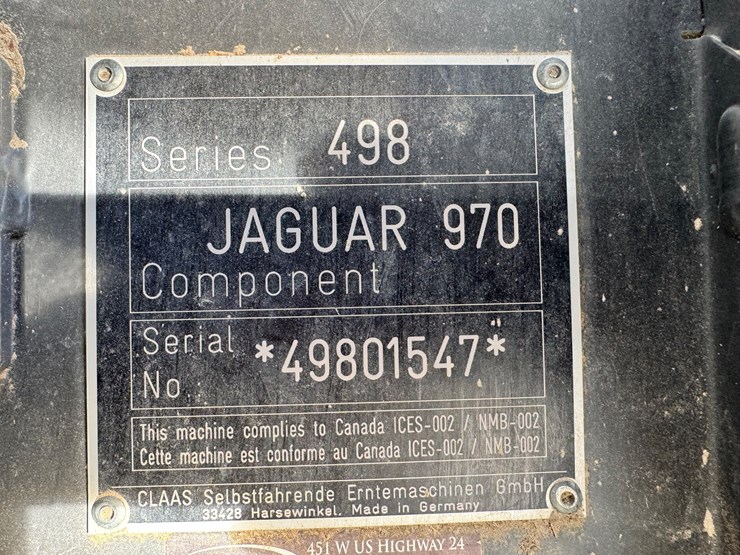 Series 498
JAGUAR 970
Component
Serial
No.: *49801547*
This machine complies to Canada ICES-002 / NMB-002
Cette machine est conforme au Canada ICES-002 / NMB-002
CLAAS Selbstfahrende Erntemaschinen GmbH
33428 Harsewinkel. Made in Germany
451 W US HIGHWAY 24